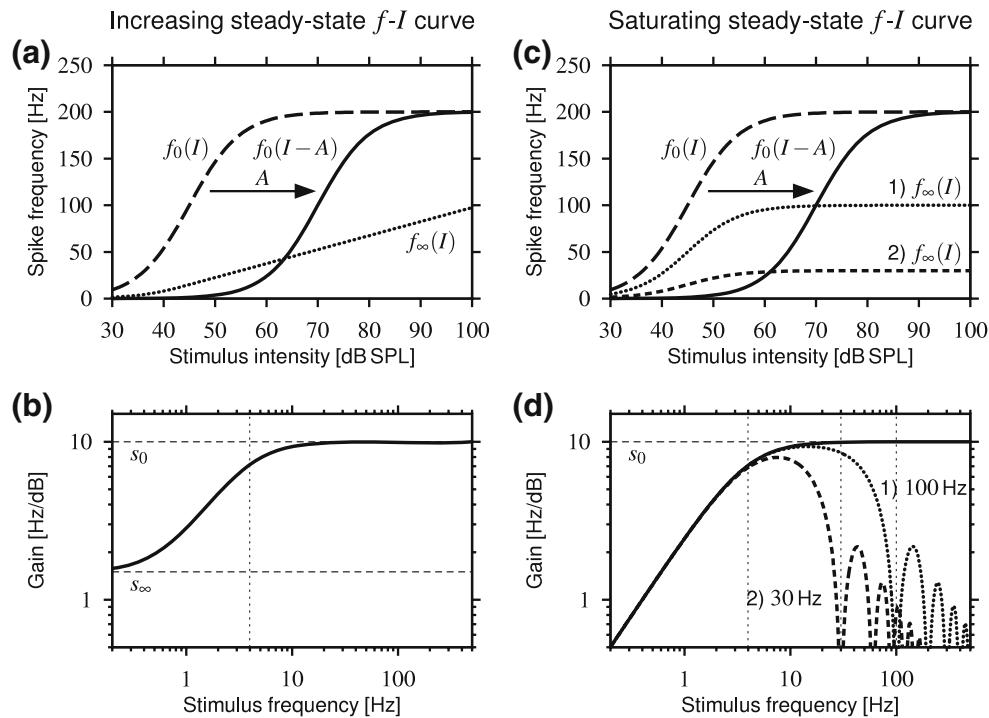 Increasing steady-state f-I curve
(a)
250
200
150
100
50
0
Spike frequency [Hz]
f₀(I)
f₀(I−A)
A
f∞(I)
30 40 50 60 70 80 90 100
Stimulus intensity [dB SPL]
Saturating steady-state f-I curve
(c)
250
200
150
100
50
0
Spike frequency [Hz]
f₀(I)
f₀(I−A)
A
1) f∞(I)
2) f∞(I)
30 40 50 60 70 80 90 100
Stimulus intensity [dB SPL]
(b)
10
1
Gain [Hz/dB]
s₀
s∞
1 10 100
Stimulus frequency [Hz]
(d)
10
1
Gain [Hz/dB]
s₀
1) 100 Hz
2) 30 Hz
1 10 100
Stimulus frequency [Hz]